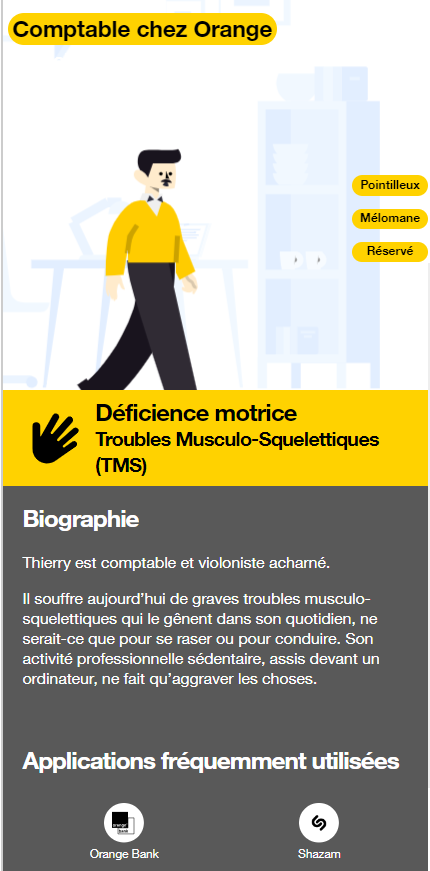 Comptable chez Orange
Pointilleux
Mélomane
Réservé
Déficience motrice
Troubles Musculo-Squelettiques
(TMS)
Biographie
Thierry est comptable et violoniste acharné.
Il souffre aujourd’hui de graves troubles musculo-
squelettiques qui le gênent dans son quotidien, ne
serait-ce que pour se raser ou pour conduire. Son
activité professionnelle sédentaire, assis devant un
ordinateur, ne fait qu’aggraver les choses.
Applications fréquemment utilisées
orange
bank
Orange Bank
Shazam